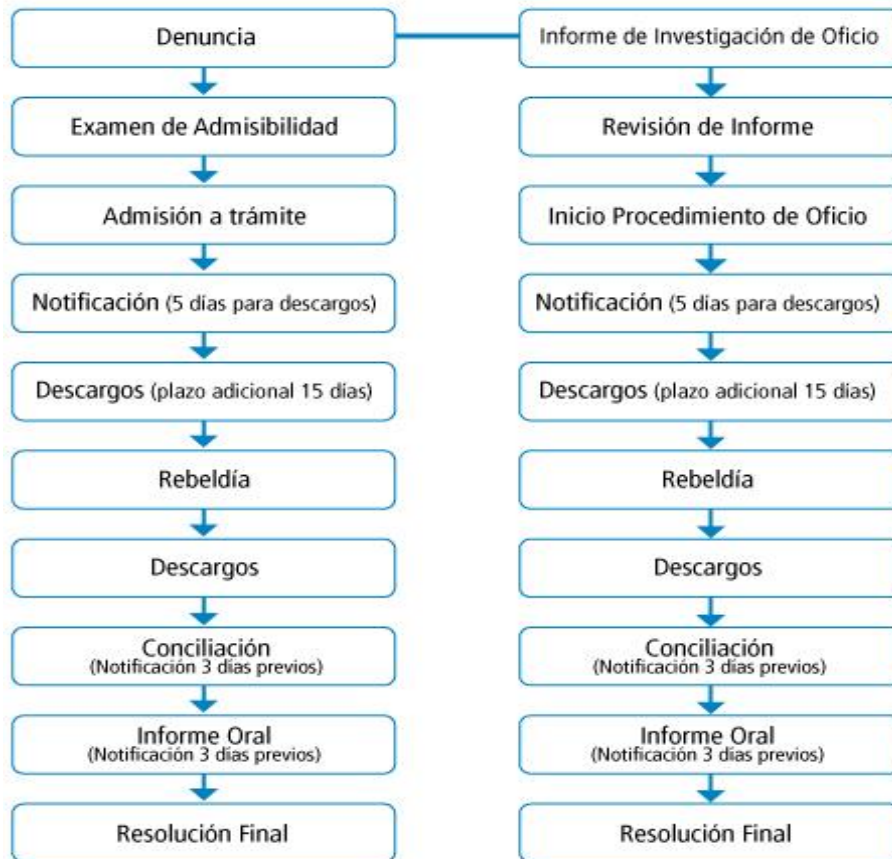 Denuncia
Examen de Admisibilidad
Admisión a trámite
Notificación (5 días para descargos)
Descargos (plazo adicional 15 días)
Rebeldía
Descargos
Conciliación
(Notificación 3 días previos)
Informe Oral
(Notificación 3 días previos)
Resolución Final
Informe de Investigación de Oficio
Revisión de Informe
Inicio Procedimiento de Oficio
Notificación (5 días para descargos)
Descargos (plazo adicional 15 días)
Rebeldía
Descargos
Conciliación
(Notificación 3 días previos)
Informe Oral
(Notificación 3 días previos)
Resolución Final